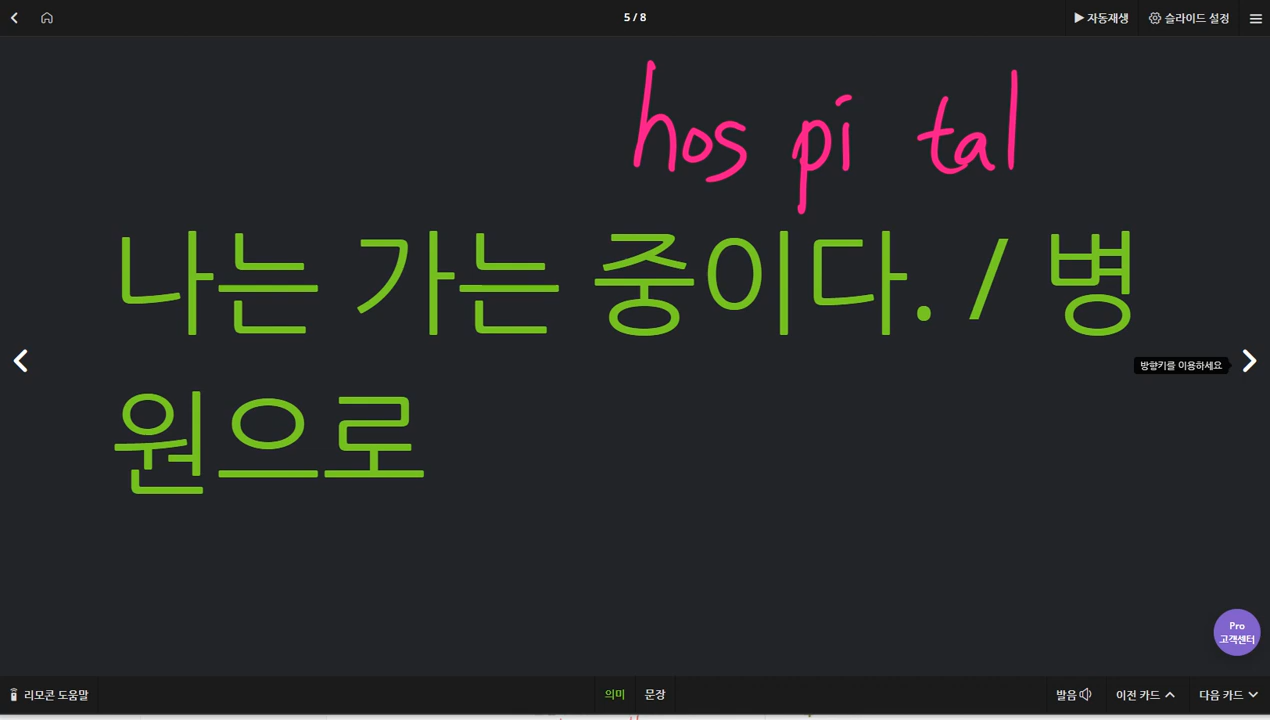 5 / 8
자동재생
슬라이드 설정
hos pi tal
나는 가는 중이다. / 병
원으로
방향키를 이용하세요
Pro
고객센터
리모콘 도움말
의미
문장
발음
이전 카드
다음 카드